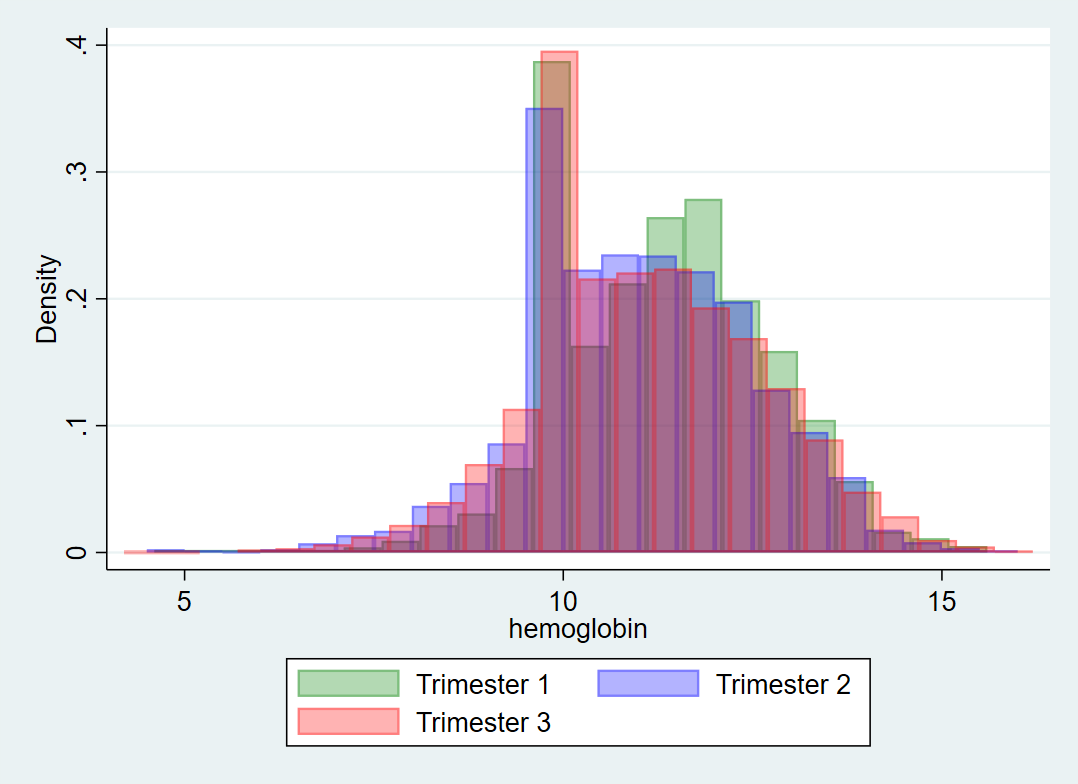 .4
.3
.2
.1
0
Density
5 10 15
hemoglobin
Trimester 1 Trimester 2
Trimester 3